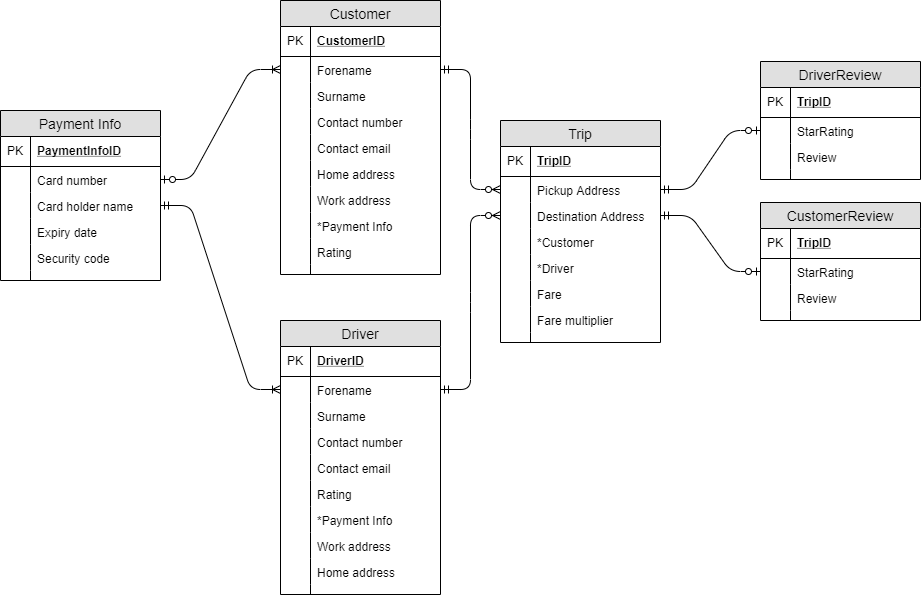 Payment Info
PK PaymentInfoID
Card number
Card holder name
Expiry date
Security code
Customer
PK CustomerID
Forename
Surname
Contact number
Contact email
Home address
Work address
*Payment Info
Rating
Driver
PK DriverID
Forename
Surname
Contact number
Contact email
Rating
*Payment Info
Work address
Home address
Trip
PK TripID
Pickup Address
Destination Address
*Customer
*Driver
Fare
Fare multiplier
DriverReview
PK TripID
StarRating
Review
CustomerReview
PK TripID
StarRating
Review